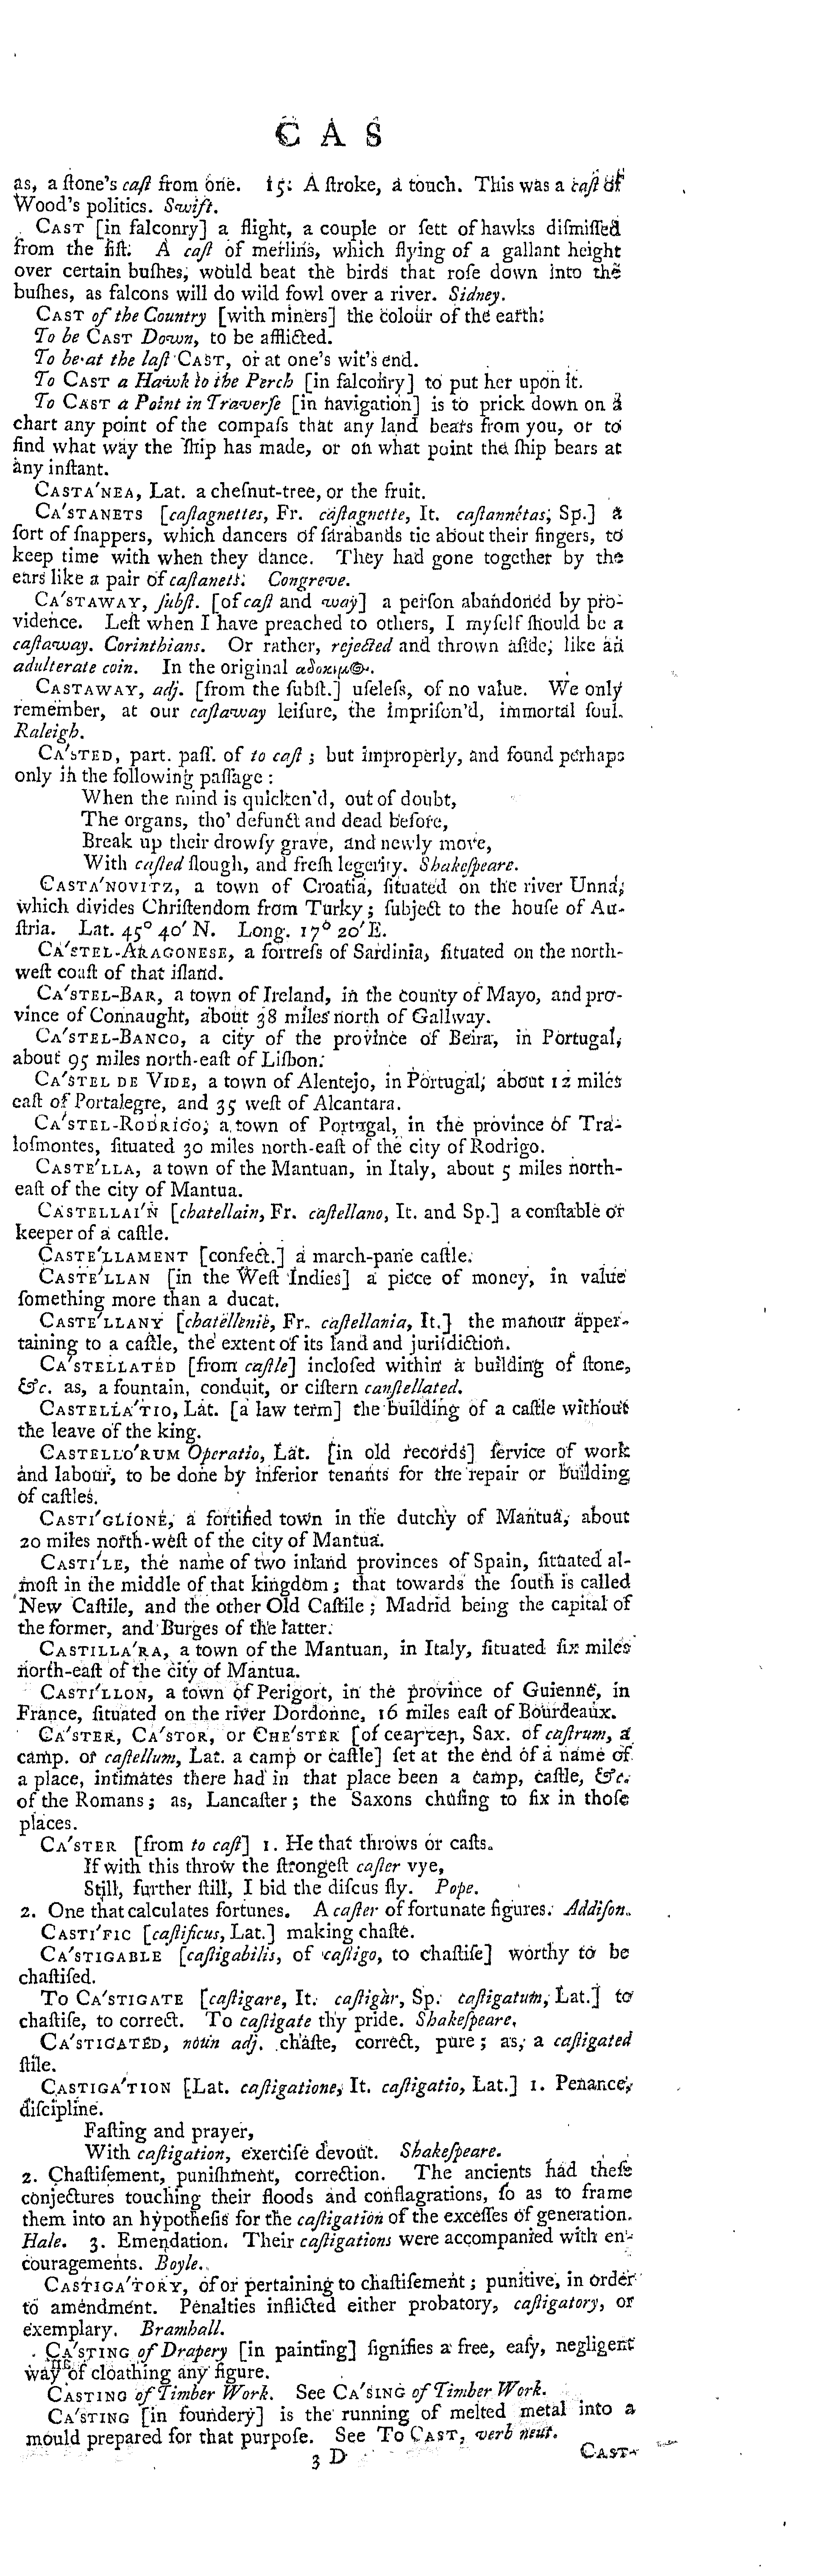 C A S
as, a ſtone's caſt from one. 15. A ſtroke, a touch. This was a caſt of
Wood's politics. Swift.
CAST [in falconry] a flight, a couple or ſett of hawks diſmiſſed
from the fiſt. A caſt of merlins, which flying of a gallant height
over certain buſhes, would beat the birds that roſe down into the
buſhes, as falcons will do wild fowl over a river. Sidney.
CAST of the Country [with miners] the colour of the earth.
To be CAST Down, to be afflicted.
To be at the laſt CAST, or at one's wit's end.
To CAST a Hawk to the Perch [in falconry] to put her upon it.
To CAST a Point in Traverſe [in navigation] is to prick down on a
chart any point of the compaſs that any land bears from you, or to
find what way the ſhip has made, or on what point the ſhip bears at
any inſtant.
CASTA'NEA, Lat. a cheſnut-tree, or the fruit.
CA'STANETS [caſtagnettes, Fr. caſtagnette, It. caſtannétas, Sp.] a
ſort of ſnappers, which dancers of ſarabands tie about their fingers, to
keep time with when they dance. They had gone together by the
ears like a pair of caſtanets. Congreve.
CA'STAWAY, ſubſt. [of caſt and way] a perſon abandoned by pro-
vidence. Leſt when I have preached to others, I myſelf ſhould be a
caſtaway. Corinthians. Or rather, rejected and thrown aſide, like an
adulterate coin. In the original αδοκιμ
CASTAWAY, adj. [from the ſubſt.] uſeleſs, of no value. We only
remember, at our caſtaway leiſure, the impriſon'd, immortal ſoul.
Raleigh.
CA'STED, part. paſſ. of to caſt; but improperly, and found perhaps
only in the following paſſage:
When the mind is quicken'd, out of doubt,
The organs, tho' defunct and dead before,
Break up their drowſy grave, and newly move,
With caſted ſlough, and freſh legerity. Shakeſpeare.
CASTA'NOVITZ, a town of Croatia, ſituated on the river Unna,
which divides Chriſtendom from Turky; ſubject to the houſe of Au-
ſtria. Lat. 45° 40' N. Long. 17° 20' E.
CA'STEL-ARAGONESE, a fortreſs of Sardinia, ſituated on the north-
weſt coaſt of that iſland.
CA'STEL-BAR, a town of Ireland, in the county of Mayo, and pro-
vince of Connaught, about 38 miles north of Gallway.
CA'STEL-BANCO, a city of the province of Beira, in Portugal,
about 95 miles north-eaſt of Liſbon.
CA'STEL DE VIDE, a town of Alentejo, in Portugal, about 12 miles
eaſt of Portalegre, and 35 weſt of Alcantara.
CA'STEL-RODRIGO, a town of Portugal, in the province of Tra-
loſmontes, ſituated 30 miles north-eaſt of the city of Rodrigo.
CASTE'LLA, a town of the Mantuan, in Italy, about 5 miles north-
eaſt of the city of Mantua.
CASTELLAI'N [chatellain, Fr. caſtellano, It. and Sp.] a conſtable or
keeper of a caſtle.
CASTE'LLAMENT [confect.] a march-pane caſtle.
CASTE'LLAN [in the Weſt Indies] a piece of money, in value
ſomething more than a ducat.
CASTE'LLANY [chatellenie, Fr. caſtellania, It.] the manour apper-
taining to a caſtle, the extent of its land and juriſdiction.
CA'STELLATED [from caſtle] incloſed within a building of ſtone,
&c. as, a fountain, conduit, or ciſtern canſtellated.
CASTELLA'TIO, Lat. [a law term] the building of a caſtle without
the leave of the king.
CASTELLO'RUM Operatio, Lat. [in old records] ſervice of work
and labour, to be done by inferior tenants for the repair or building
of caſtles.
CASTI'GLIONE, a fortified town in the dutchy of Mantua, about
20 miles north-weſt of the city of Mantua.
CASTI'LE, the name of two inland provinces of Spain, ſituated al-
moſt in the middle of that kingdom; that towards the ſouth is called
New Caſtile, and the other Old Caſtile; Madrid being the capital of
the former, and Burges of the latter.
CASTILLA'RA, a town of the Mantuan, in Italy, ſituated ſix miles
north-eaſt of the city of Mantua.
CASTI'LLON, a town of Perigort, in the province of Guienne, in
France, ſituated on the river Dordonne, 16 miles eaſt of Bourdeaux.
CA'STER, CA'STOR, or CHE'STER [of ceaꞅꞇeꞃ, Sax. of caſtrum, a
camp. or caſtellum, Lat. a camp or caſtle] ſet at the end of a name of
a place, intimates there had in that place been a camp, caſtle, &c.
of the Romans; as, Lancaſter; the Saxons chuſing to fix in thoſe
places.
CA'STER [from to caſt] 1. He that throws or caſts.
If with this throw the ſtrongeſt caſter vye,
Still, further ſtill, I bid the diſcus fly. Pope.
2. One that calculates fortunes. A caſter of fortunate figures. Addiſon.
CASTI'FIC [caſtificus, Lat.] making chaſte.
CA'STIGABLE [caſtigabilis, of caſtigo, to chaſtiſe] worthy to be
chaſtiſed.
To CA'STIGATE [caſtigare, It. caſtigàr, Sp. caſtigatum, Lat.] to
chaſtiſe, to correct. To caſtigate thy pride. Shakeſpeare.
CA'STIGATED, noun adj. chaſte, correct, pure; as, a caſtigated
ſtile.
CASTIGA'TION [Lat. caſtigatione, It. caſtigatio, Lat.] 1. Penance,
diſcipline.
Faſting and prayer,
With caſtigation, exerciſe devout. Shakeſpeare.
2. Chaſtiſement, puniſhment, correction. The ancients had theſe
conjectures touching their floods and conflagrations, ſo as to frame
them into an hypotheſis for the caſtigation of the exceſſes of generation.
Hale. 3. Emendation. Their caſtigations were accompanied with en-
couragements. Boyle.
CASTIGA'TORY, of or pertaining to chaſtiſement; punitive, in order
to amendment. Penalties inflicted either probatory, caſtigatory, or
exemplary. Bramhall.
CA'STING of Drapery [in painting] ſignifies a free, eaſy, negligent
way of cloathing any figure.
CASTING of Timber Work. See CA'SING of Timber Work.
CA'STING [in foundery] is the running of melted metal into a
mould prepared for that purpoſe. See To CAST, verb neut.
3 D CAST-